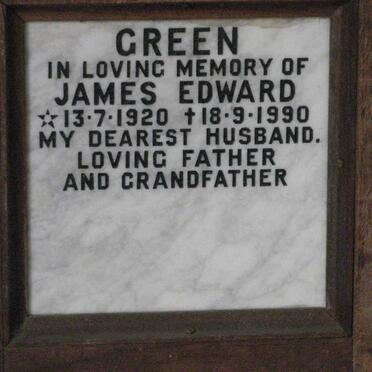 GREEN
IN LOVING MEMORY OF
JAMES EDWARD
☆13·7·1920 ✝18·9·1990
MY DEAREST HUSBAND.
LOVING FATHER
AND GRANDFATHER